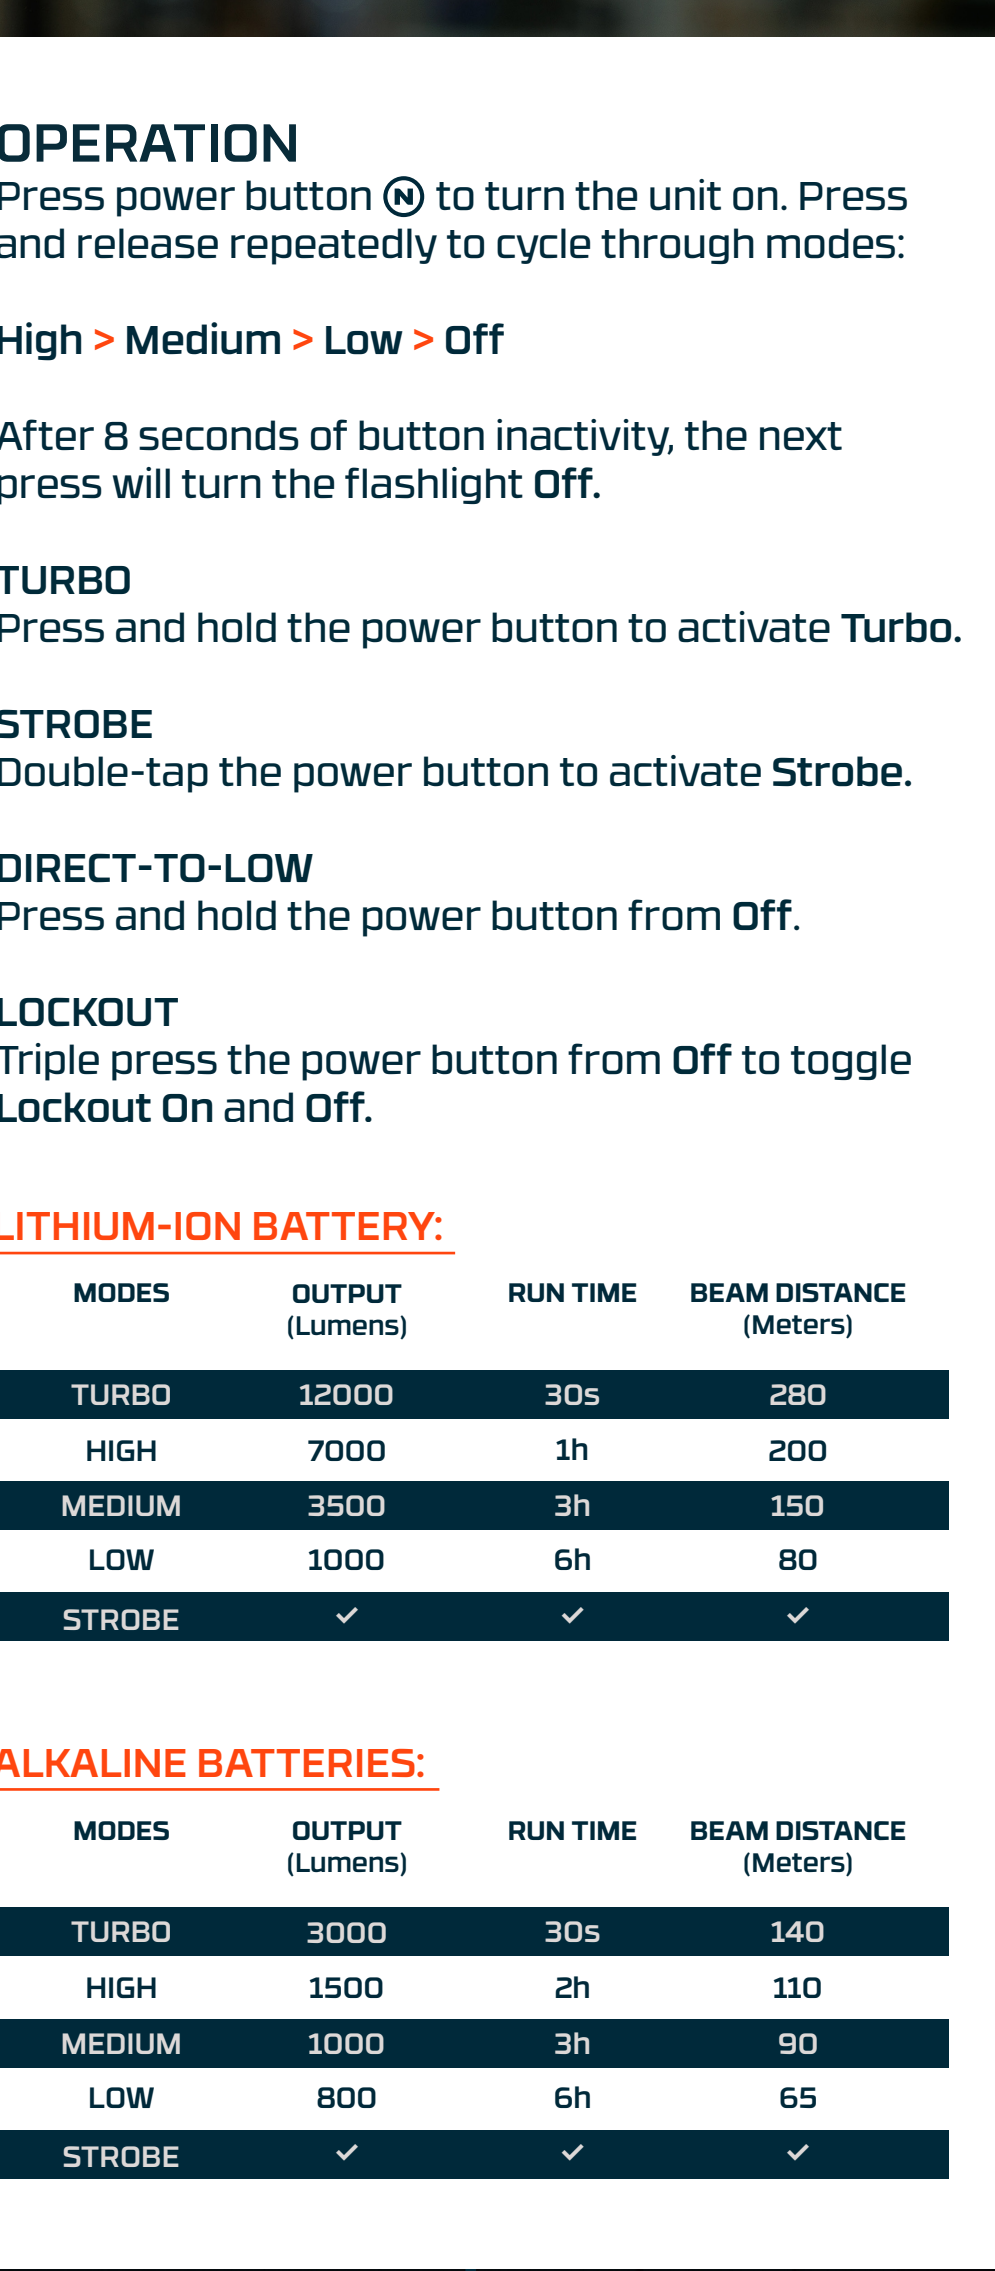 OPERATION
Press power button N to turn the unit on. Press
and release repeatedly to cycle through modes:
High > Medium > Low > Off
After 8 seconds of button inactivity, the next
press will turn the flashlight Off.
TURBO
Press and hold the power button to activate Turbo.
STROBE
Double-tap the power button to activate Strobe.
DIRECT-TO-LOW
Press and hold the power button from Off.
LOCKOUT
Triple press the power button from Off to toggle
Lockout On and Off.
LITHIUM-ION BATTERY:
MODES OUTPUT RUN TIME BEAM DISTANCE
(Lumens) (Meters)
TURBO 12000 30s 280
HIGH 7000 1h 200
MEDIUM 3500 3h 150
LOW 1000 6h 80
STROBE ✓ ✓ ✓
ALKALINE BATTERIES:
MODES OUTPUT RUN TIME BEAM DISTANCE
(Lumens) (Meters)
TURBO 3000 30s 140
HIGH 1500 2h 110
MEDIUM 1000 3h 90
LOW 800 6h 65
STROBE ✓ ✓ ✓